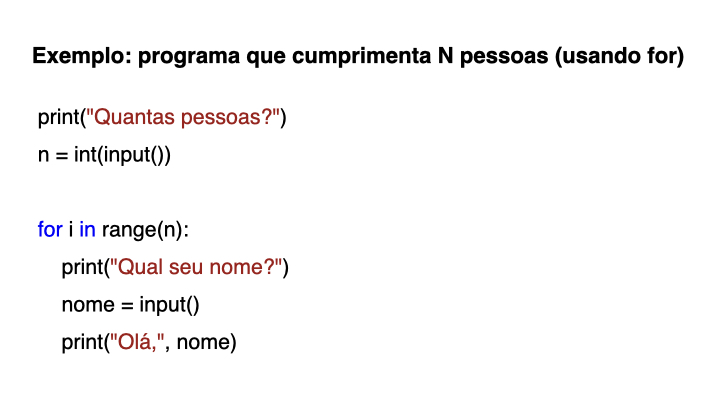 Exemplo: programa que cumprimenta N pessoas (usando for)
print("Quantas pessoas?")
n = int(input())
for i in range(n):
print("Qual seu nome?")
nome = input()
print("Olá,", nome)